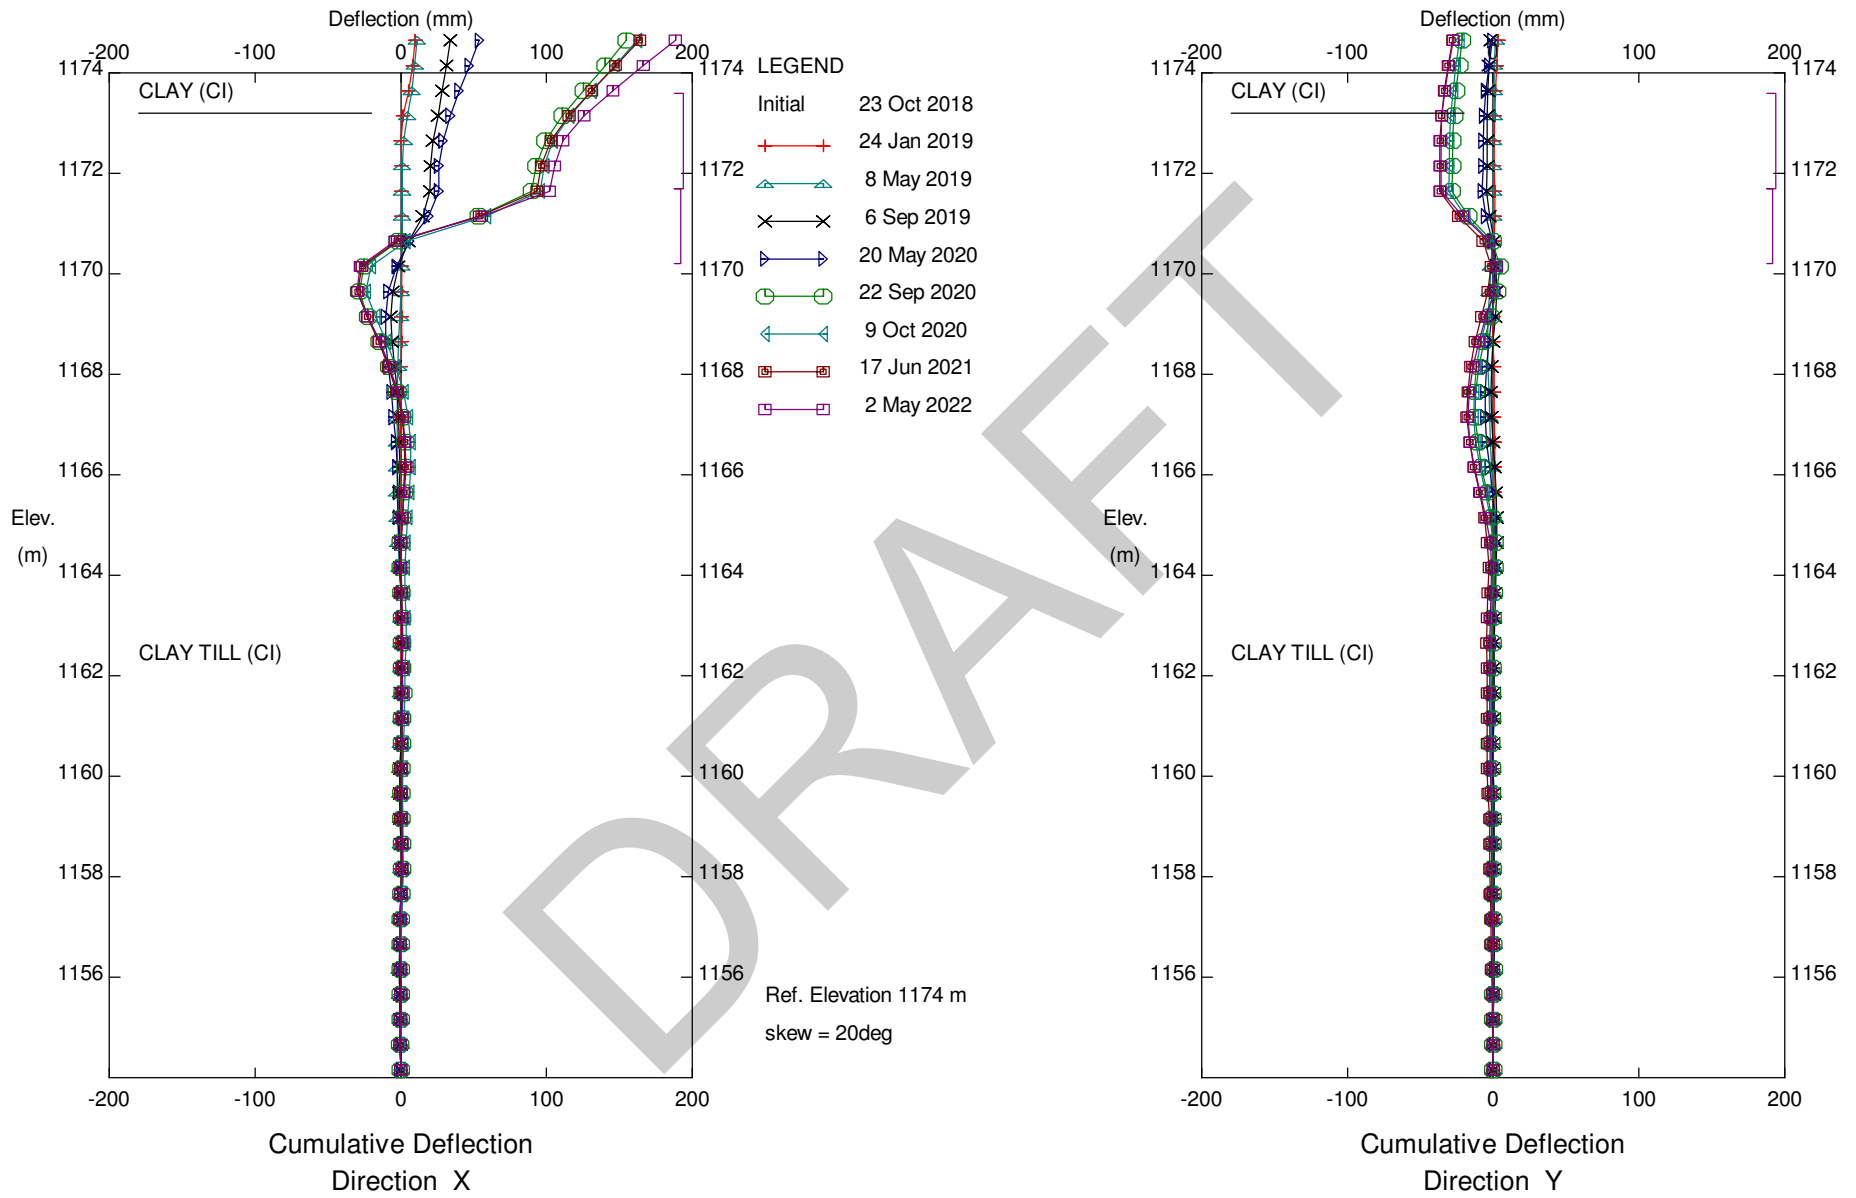 Deflection (mm)
-200 0 100 200
1174 1174
CLAY (CI)
1172 1172
1170 1170
1168 1168
1166 1166
Elev.
(m)
1164 1164
CLAY TILL (CI)
1162 1162
1160 1160
1158 1158
1156 1156
-200 -100 0 100 200
Cumulative Deflection
Direction X
LEGEND
Initial 23 Oct 2018
24 Jan 2019
8 May 2019
6 Sep 2019
20 May 2020
22 Sep 2020
9 Oct 2020
17 Jun 2021
2 May 2022
Ref. Elevation 1174 m
skew = 20deg
DRAFT
Deflection (mm)
-200 -100 0 100 200
1174 1174
CLAY (CI)
1172 1172
1170 1170
1168 1168
1166 1166
Elev.
(m)
1164 1164
CLAY TILL (CI)
1162 1162
1160 1160
1158 1158
1156 1156
-200 -100 0 100 200
Cumulative Deflection
Direction Y